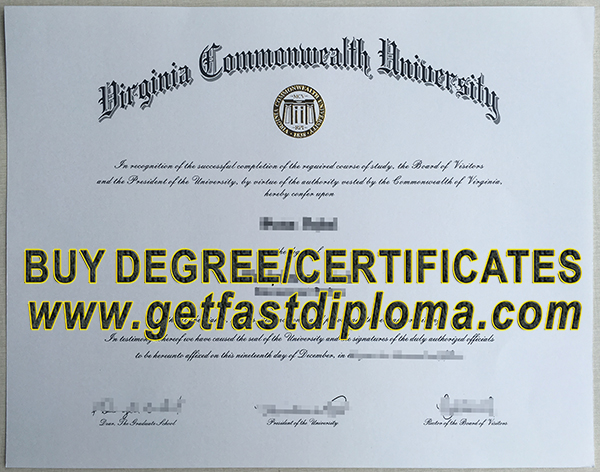 Virginia Commonwealth University
In recognition of the successful completion of the required course of study, the Board of Visitors
and the President of the University, by virtue of the authority vested by the Commonwealth of Virginia,
hereby confer upon
BUY DEGREE/CERTIFICATES
www.getfastdiploma.com
In testimony whereof we have caused the seal of the University and the signatures of the duly authorized officials
to be hereunto affixed on this nineteenth day of December, in
Dean, The Graduate School
President of the University
Rector of the Board of Visitors